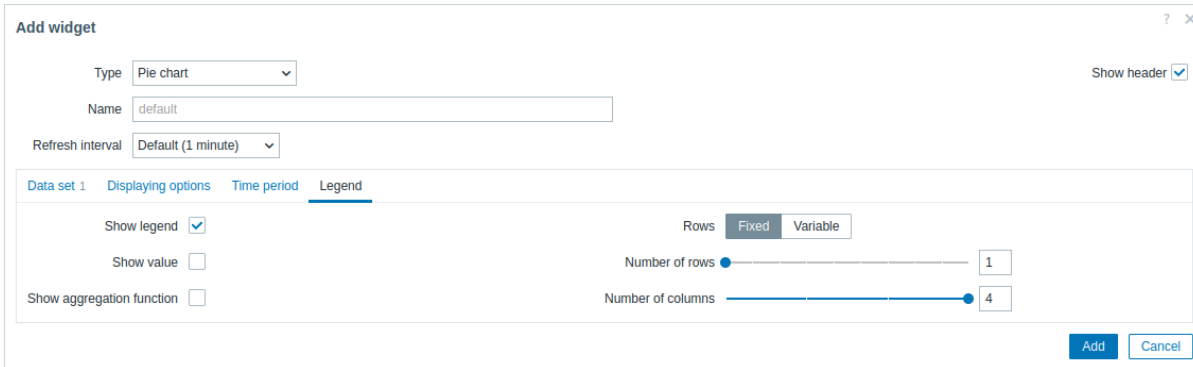 Add widget ?
Type Pie chart Show header
Name default
Refresh interval Default (1 minute)
Data set 1 Displaying options Time period Legend
Show legend Rows Fixed Variable
Show value Number of rows 1
Show aggregation function Number of columns 4
Add Cancel